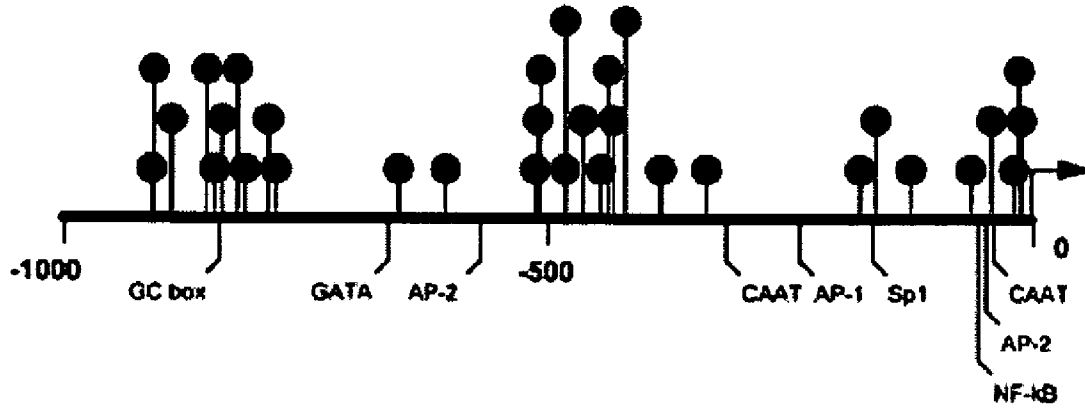 -1000
-500
0
GC box
GATA
AP-2
CAAT
AP-1
Sp1
CAAT
AP-2
NF-kB